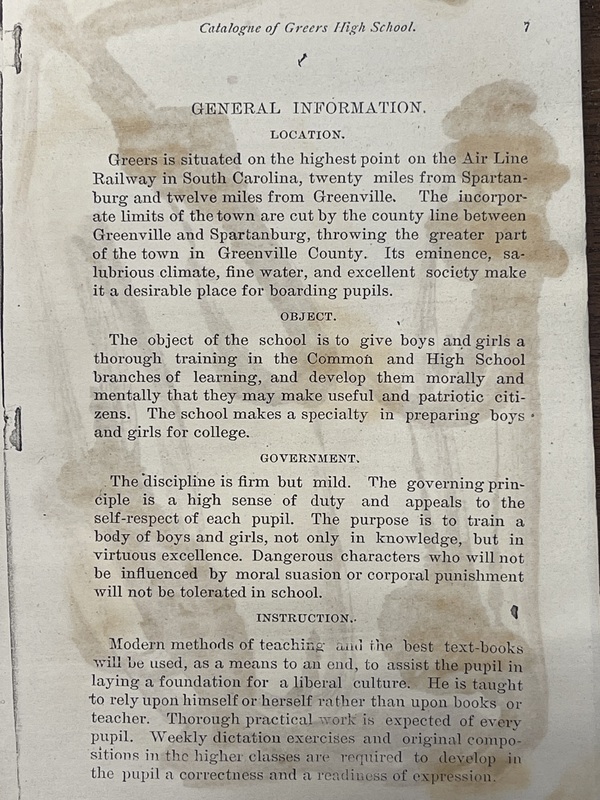 Catalogue of Greers High School. 7
GENERAL INFORMATION.
LOCATION.
Greers is situated on the highest point on the Air Line
Railway in South Carolina, twenty miles from Spartan-
burg and twelve miles from Greenville. The incorpor-
ate limits of the town are cut by the county line between
Greenville and Spartanburg, throwing the greater part
of the town in Greenville County. Its eminence, sa-
lubrious climate, fine water, and excellent society make
it a desirable place for boarding pupils.
OBJECT.
The object of the school is to give boys and girls a
thorough training in the Common and High School
branches of learning, and develop them morally and
mentally that they may make useful and patriotic citi-
zens. The school makes a specialty in preparing boys
and girls for college.
GOVERNMENT.
The discipline is firm but mild. The governing prin-
ciple is a high sense of duty and appeals to the
self-respect of each pupil. The purpose is to train a
body of boys and girls, not only in knowledge, but in
virtuous excellence. Dangerous characters who will not
be influenced by moral suasion or corporal punishment
will not be tolerated in school.
INSTRUCTION.
Modern methods of teaching and the best text-books
will be used, as a means to an end, to assist the pupil in
laying a foundation for a liberal culture. He is taught
to rely upon himself or herself rather than upon books or
teacher. Thorough practical work is expected of every
pupil. Weekly dictation exercises and original compo-
sitions in the higher classes are required to develop in
the pupil a correctness and a readiness of expression.